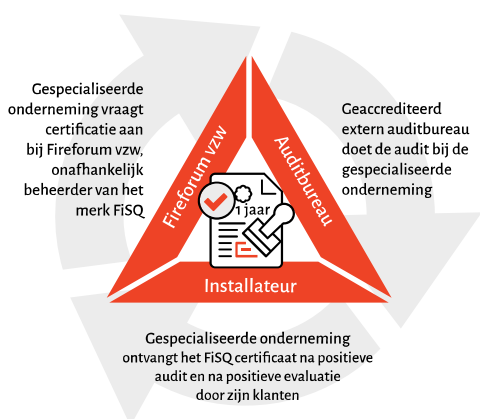 Gespecialiseerde
onderneming vraagt
certificatie aan
bij Fireforum vzw,
onafhankelijk
beheerder van het
merk FiSQ
Fireforum vzw
Auditbureau
Geaccrediteerd
extern auditbureau
doet de audit bij de
gespecialiseerde
onderneming
1 jaar
Installateur
Gespecialiseerde onderneming
ontvangt het FiSQ certificaat na positieve
audit en na positieve evaluatie
door zijn klanten